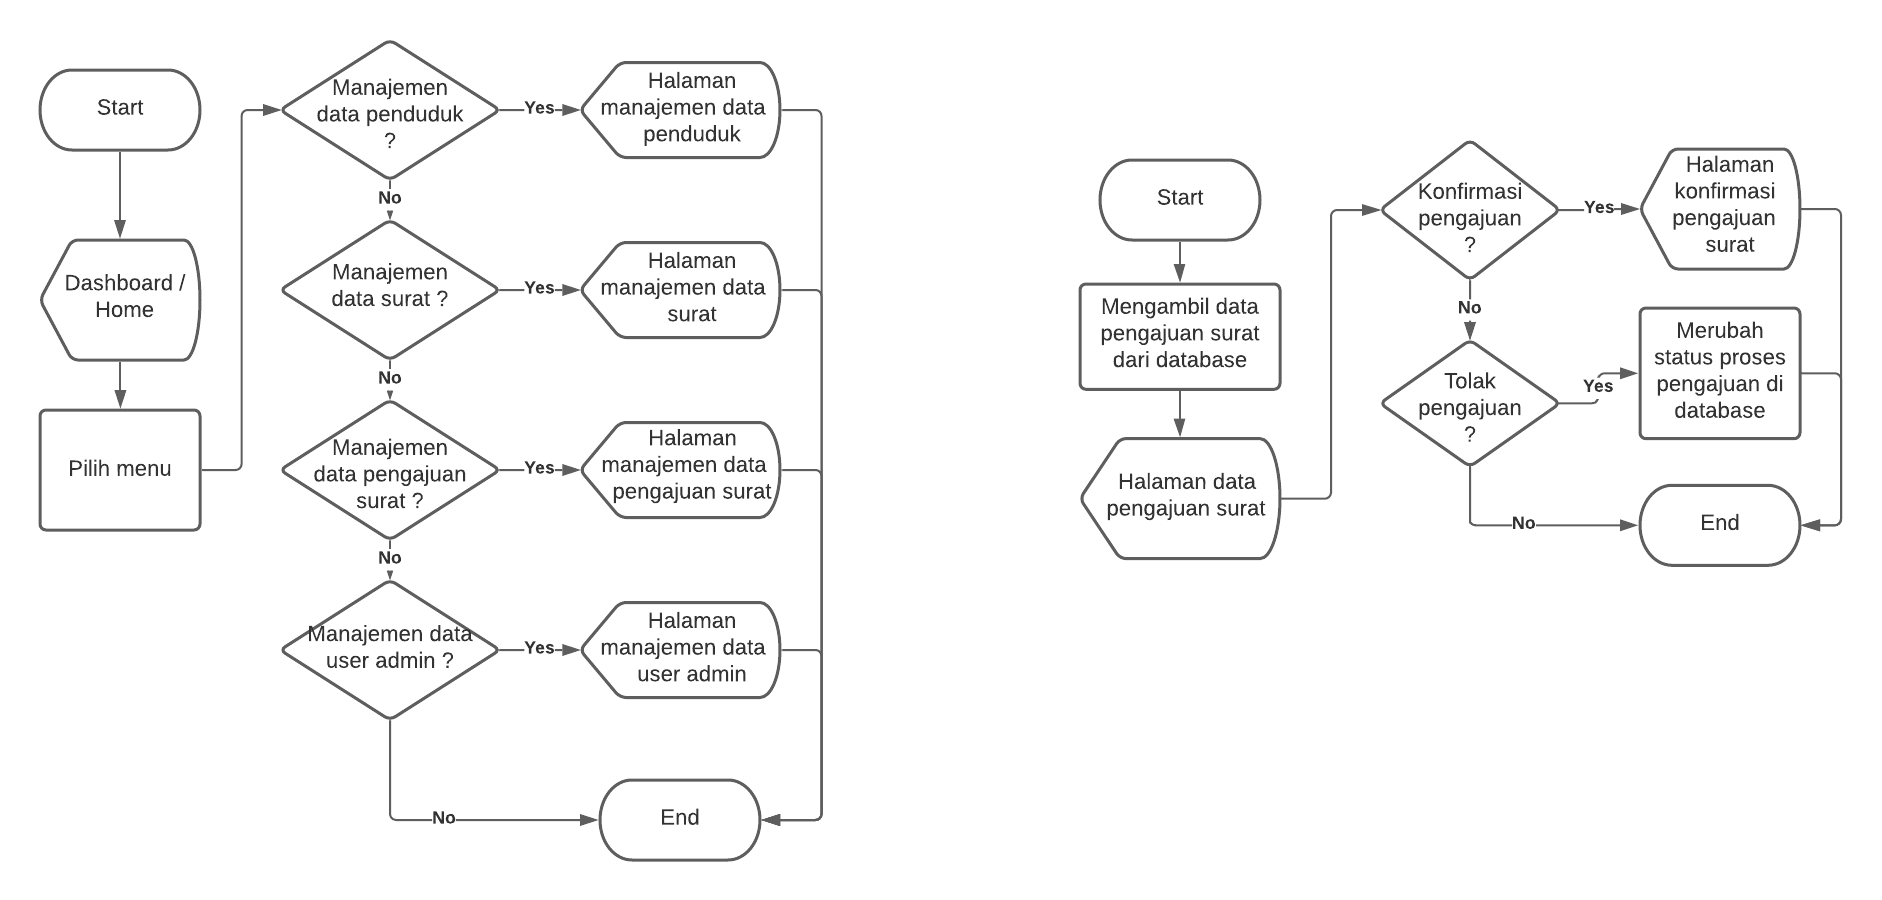 Start
Dashboard /
Home
Pilih menu
Manajemen
data penduduk
?
Yes
Halaman
manajemen data
penduduk
No
Manajemen
data surat ?
Yes
Halaman
manajemen data
surat
No
Manajemen
data pengajuan
surat ?
Yes
Halaman
manajemen data
pengajuan surat
No
Manajemen data
user admin ?
Yes
Halaman
manajemen data
user admin
No
End
Start
Mengambil data
pengajuan surat
dari database
Halaman data
pengajuan surat
Konfirmasi
pengajuan
?
Yes
Halaman
konfirmasi
pengajuan
surat
No
Tolak
pengajuan
?
Yes
Merubah
status proses
pengajuan di
database
No
End